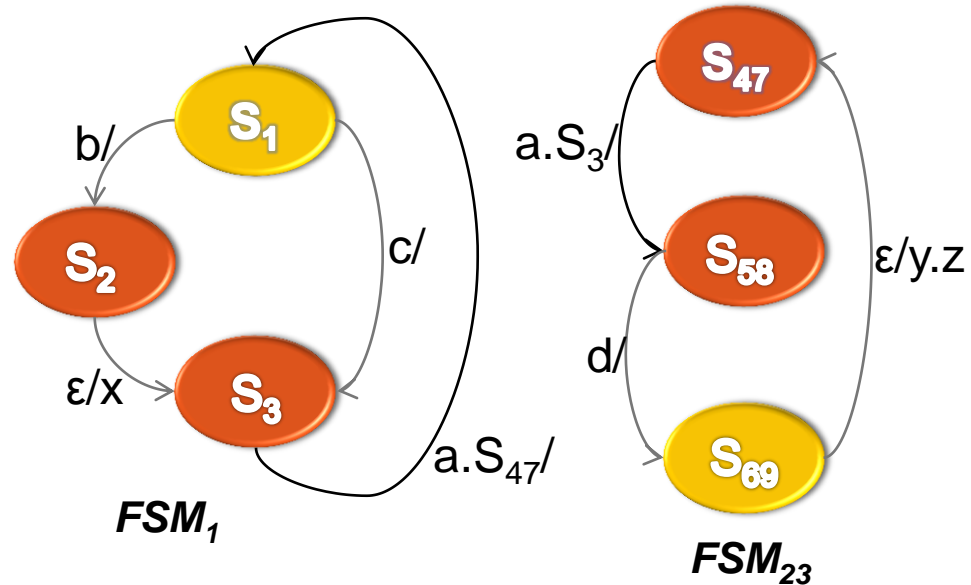 S₁
b/
c/
S₂
ε/x
S₃
a.S₄₇/
FSM₁
S₄₇
a.S₃/
S₅₈
ε/y.z
d/
S₆₉
FSM₂₃